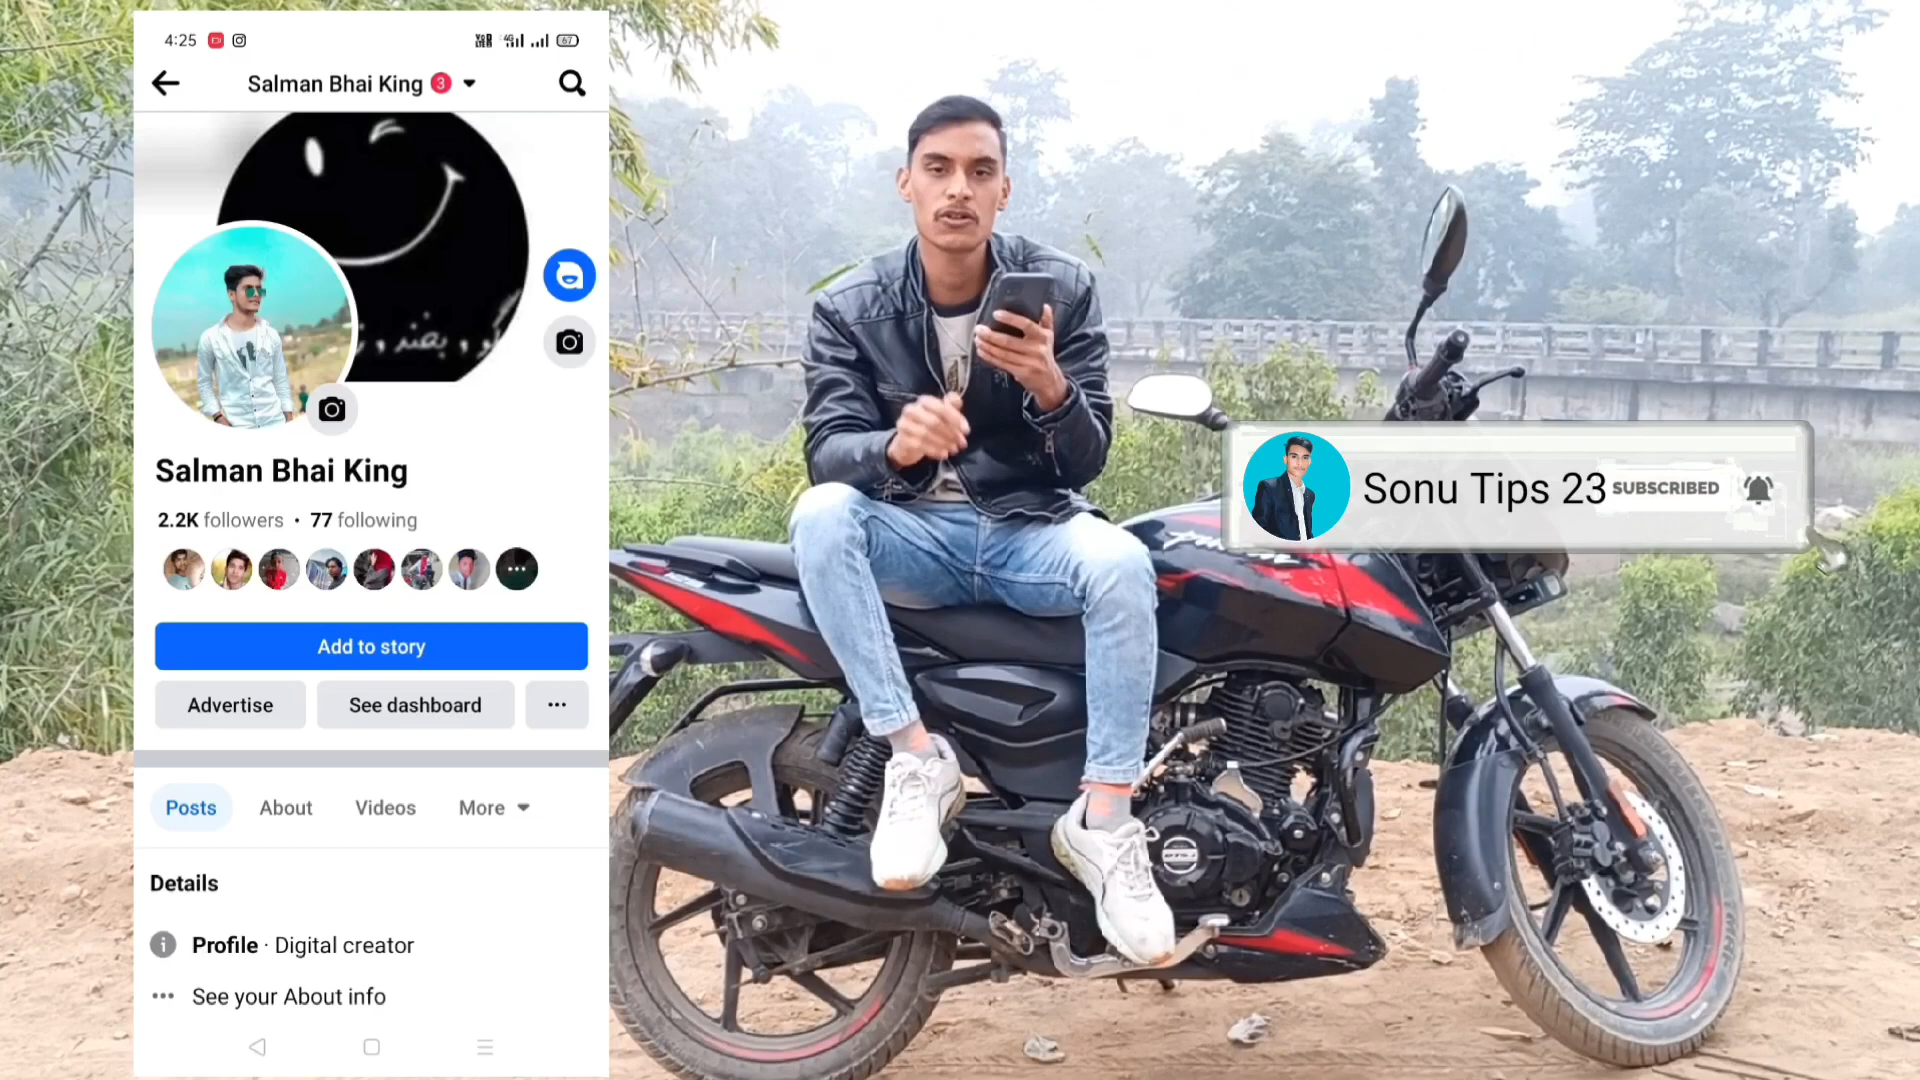 4:25
67
Salman Bhai King 3
Salman Bhai King
2.2K followers • 77 following
Add to story
Advertise
See dashboard
Posts
About
Videos
More
Details
Profile · Digital creator
See your About info
Sonu Tips 23 SUBSCRIBED